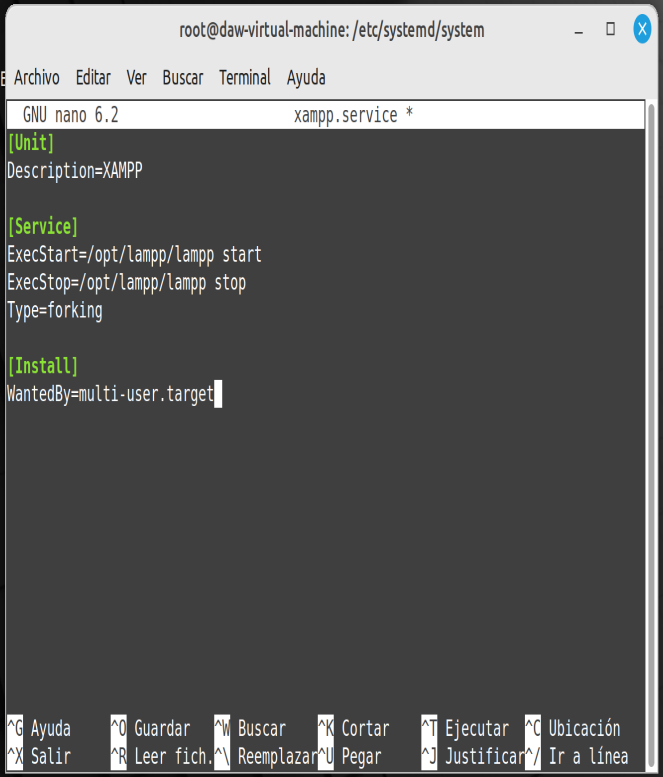 root@daw-virtual-machine: /etc/systemd/system
Archivo Editar Ver Buscar Terminal Ayuda
GNU nano 6.2 xampp.service *
[Unit]
Description=XAMPP
[Service]
ExecStart=/opt/lampp/lampp start
ExecStop=/opt/lampp/lampp stop
Type=forking
[Install]
WantedBy=multi-user.target
^G Ayuda ^O Guardar ^W Buscar ^K Cortar ^T Ejecutar ^C Ubicación
^X Salir ^R Leer fich. ^\ Reemplazar ^U Pegar ^J Justificar ^/ Ir a línea